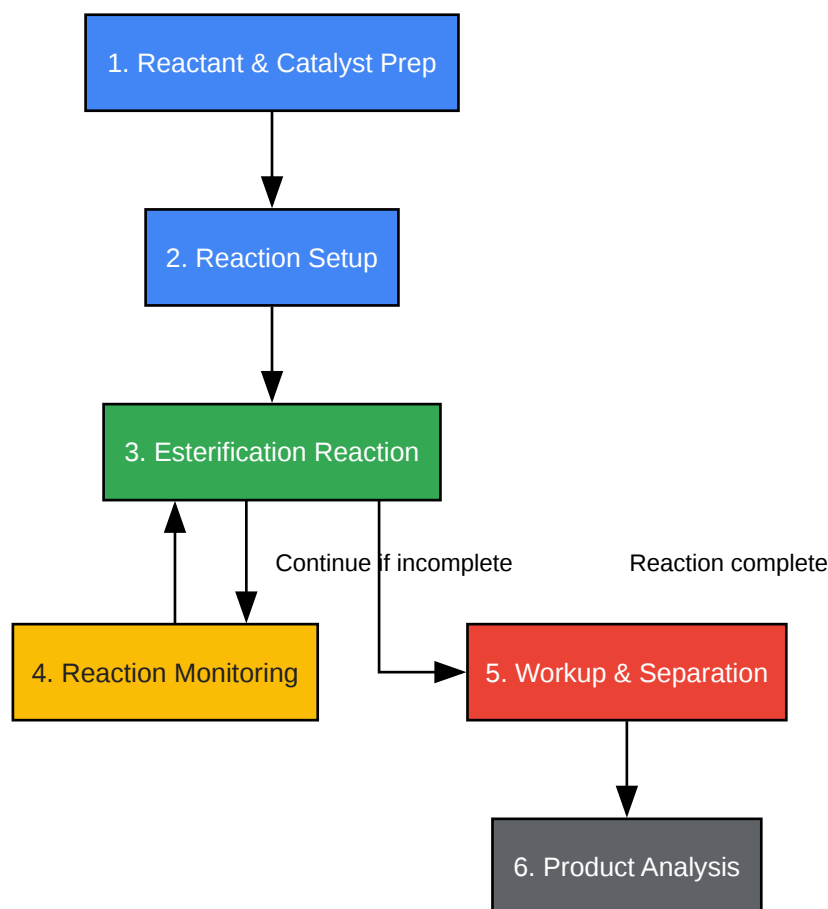 1. Reactant & Catalyst Prep
2. Reaction Setup
3. Esterification Reaction
Continue if incomplete
Reaction complete
4. Reaction Monitoring
5. Workup & Separation
6. Product Analysis